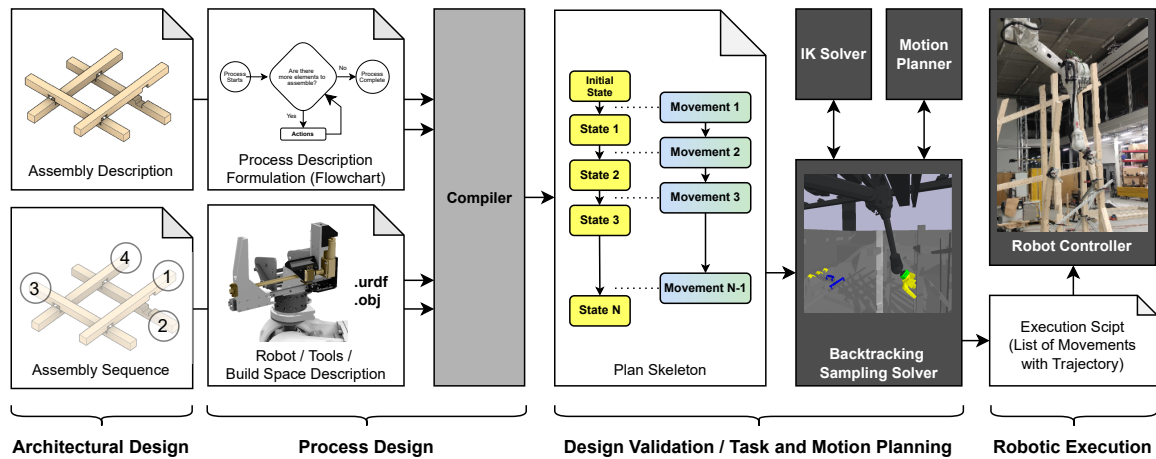 Assembly Description
4
3
1
2
Assembly Sequence
Process
Starts
Are there
more elements to
assemble?
No
Process
Complete
Yes
Actions
Process Description
Formulation (Flowchart)
.urdf
.obj
Robot / Tools /
Build Space Description
Compiler
Initial
State
State 1
State 2
State 3
State N
Movement 1
Movement 2
Movement 3
Movement N-1
Plan Skeleton
IK Solver
Motion
Planner
Backtracking
Sampling Solver
Robot Controller
Execution Scipt
(List of Movements
with Trajectory)
Architectural Design
Process Design
Design Validation / Task and Motion Planning
Robotic Execution